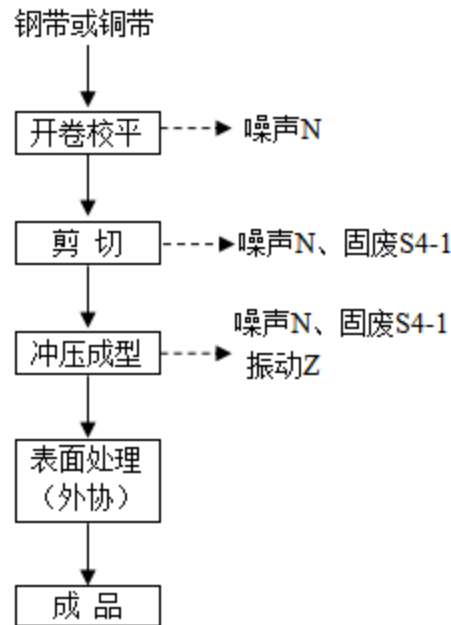 钢带或铜带
开卷校平
噪声N
剪 切
噪声N、固废S4-1
噪声N、固废S4-1
冲压成型
振动Z
表面处理
（外协）
成 品